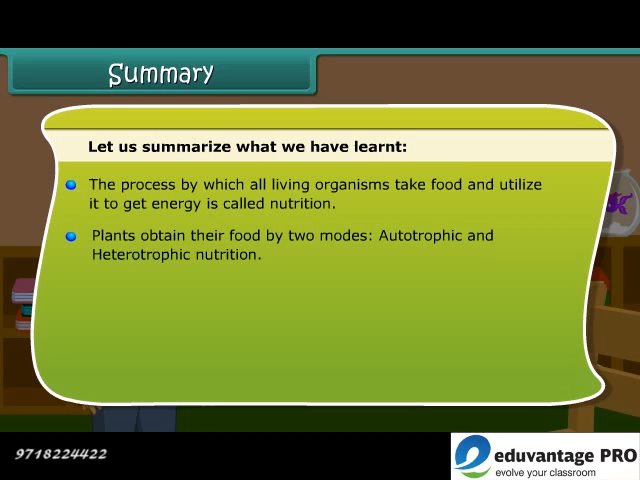 Summary
Let us summarize what we have learnt:
The process by which all living organisms take food and utilize
it to get energy is called nutrition.
Plants obtain their food by two modes: Autotrophic and
Heterotrophic nutrition.
9718224422
eduvantage PRO
evolve your classroom